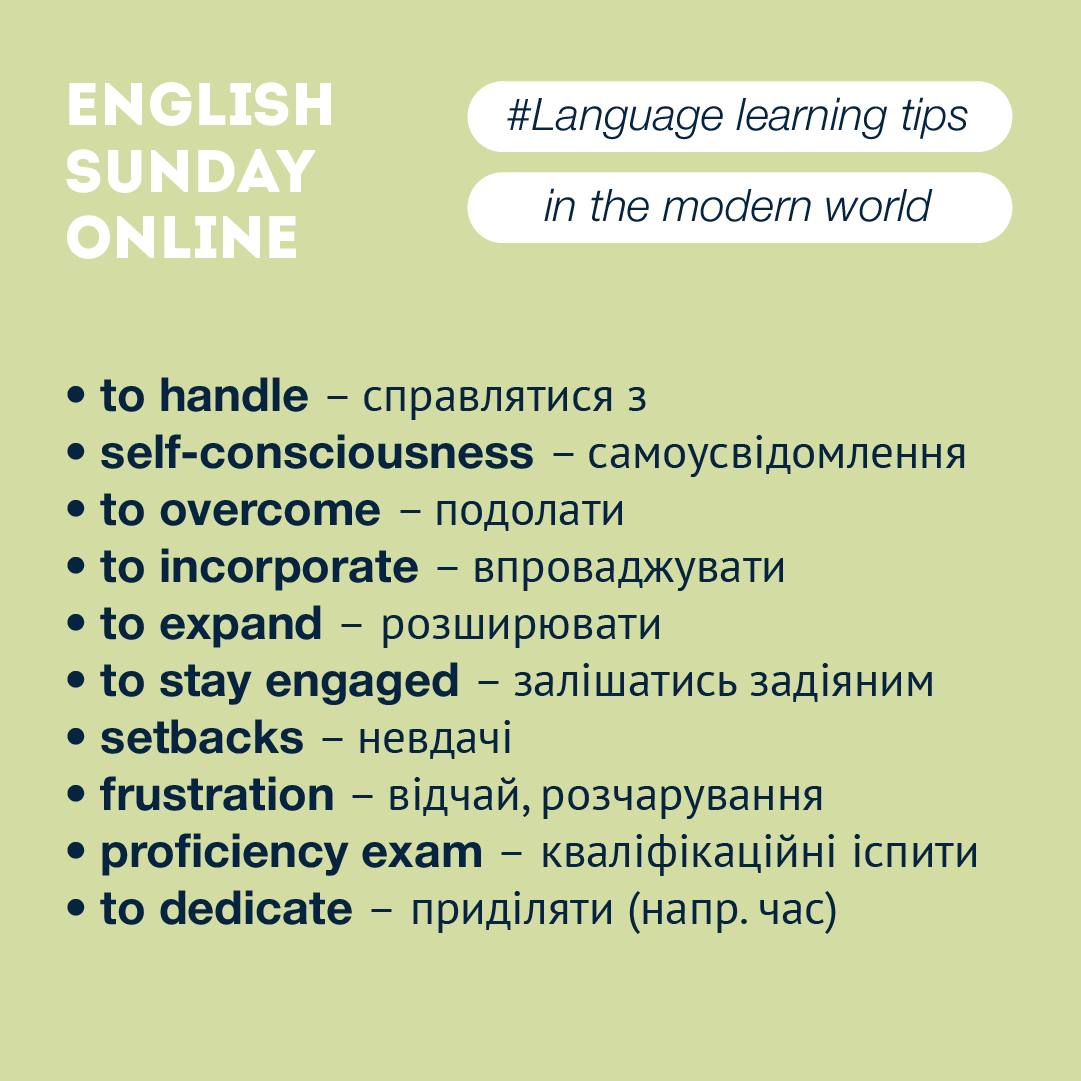 ENGLISH
SUNDAY
ONLINE
#Language learning tips
in the modern world
• to handle – справлятися з
• self-consciousness – самоусвідомлення
• to overcome – подолати
• to incorporate – впроваджувати
• to expand – розширювати
• to stay engaged – залішатись задіяним
• setbacks – невдачі
• frustration – відчай, розчарування
• proficiency exam – кваліфікаційні іспити
• to dedicate – приділяти (напр. час)